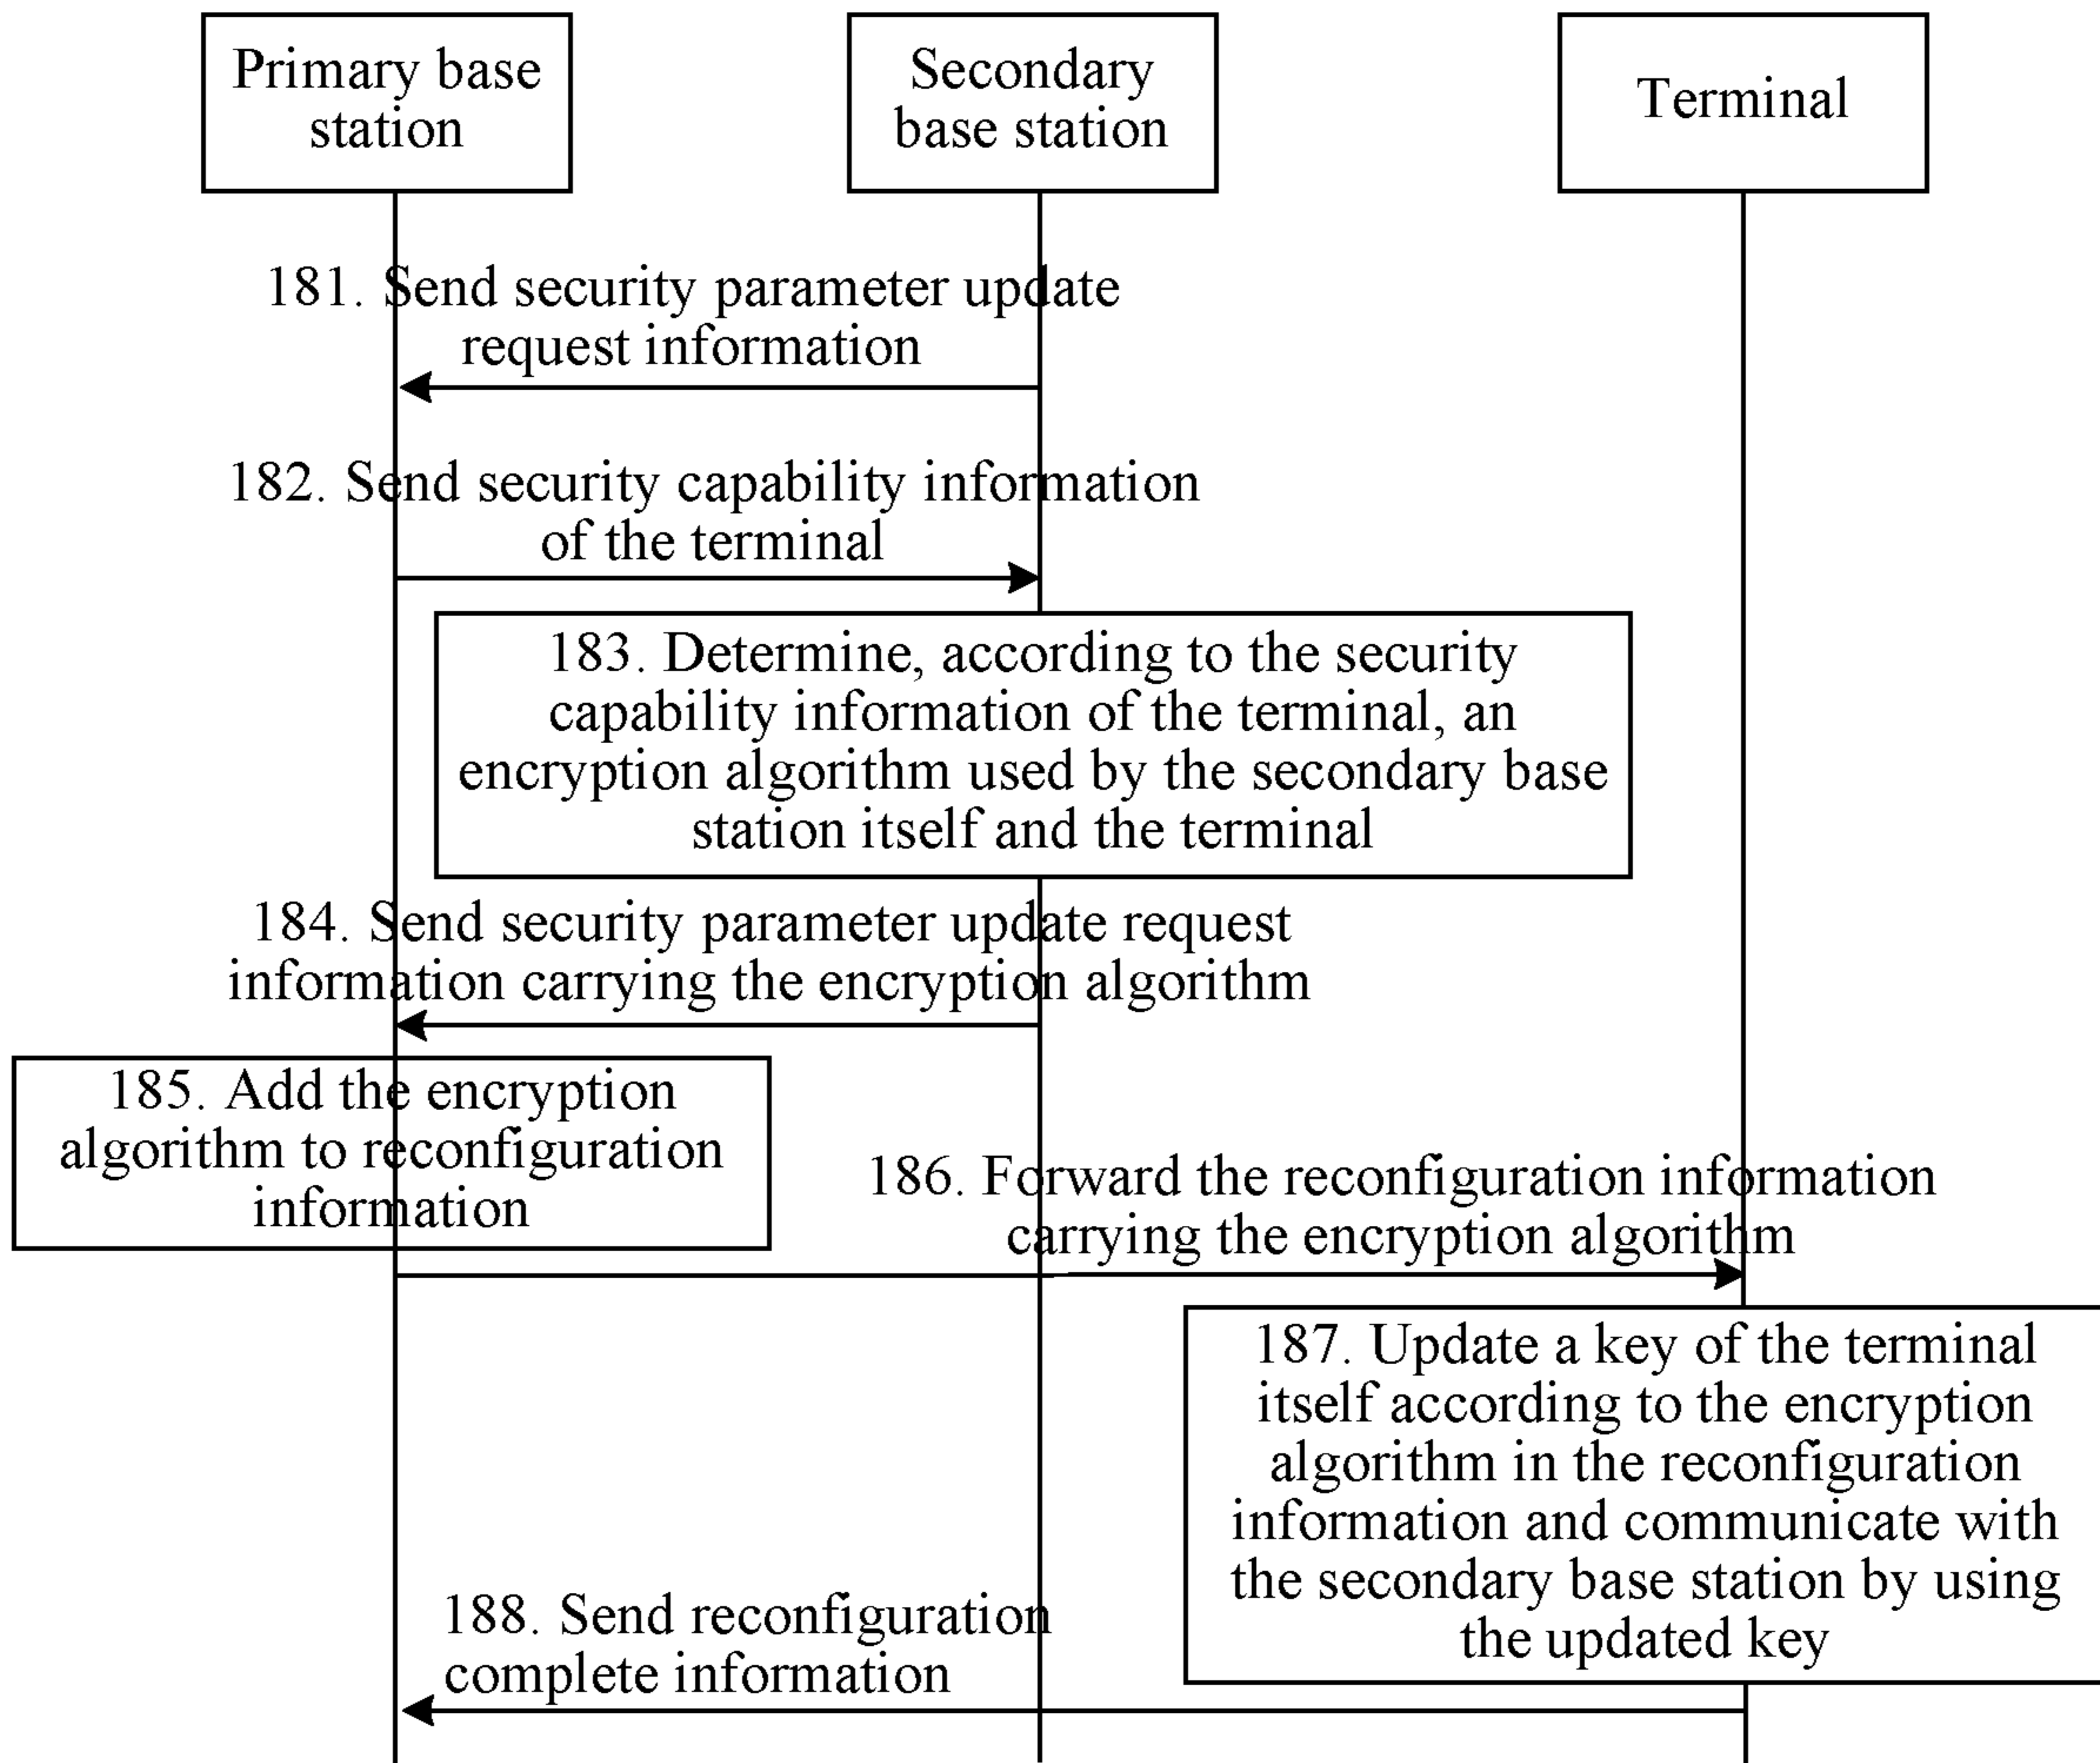 Primary base
station
Secondary
base station
Terminal
181. Send security parameter update
request information
182. Send security capability information
of the terminal
183. Determine, according to the security
capability information of the terminal, an
encryption algorithm used by the secondary base
station itself and the terminal
184. Send security parameter update request
information carrying the encryption algorithm
185. Add the encryption
algorithm to reconfiguration
information
186. Forward the reconfiguration information
carrying the encryption algorithm
187. Update a key of the terminal
itself according to the encryption
algorithm in the reconfiguration
information and communicate with
the secondary base station by using
the updated key
188. Send reconfiguration
complete information